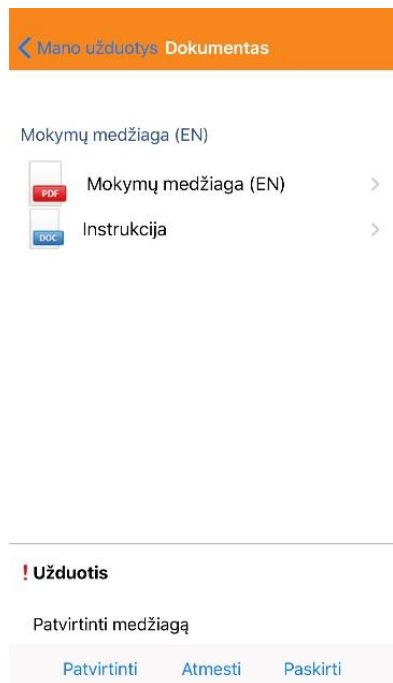 Mano užduotys Dokumentas
Mokymų medžiaga (EN)
PDF Mokymų medžiaga (EN)
DOC Instrukcija
! Užduotis
Patvirtinti medžiagą
Patvirtinti Atmesti Paskirti